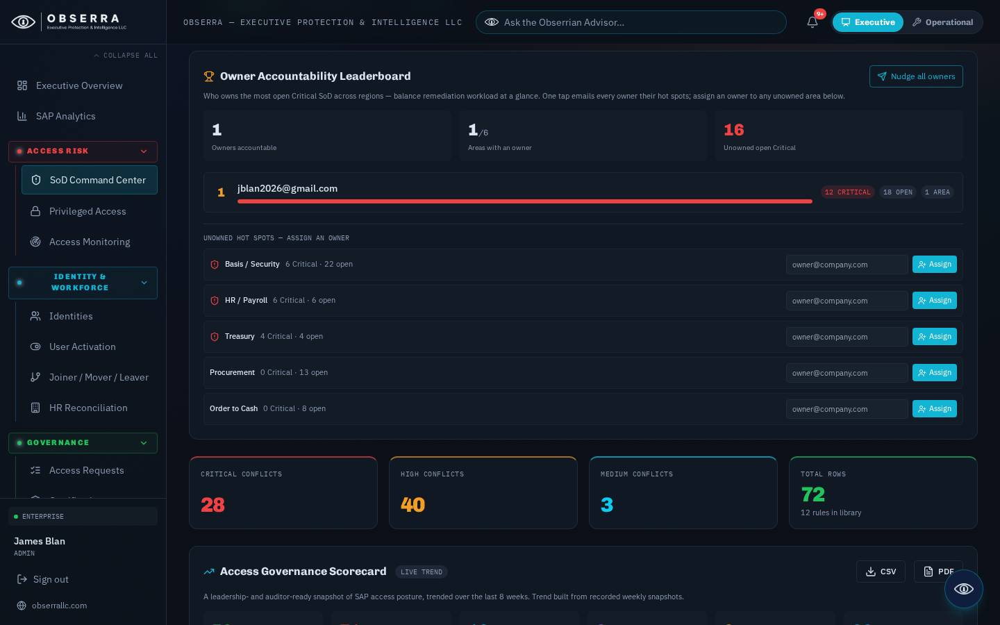 OBSERRA
Executive Protection & Intelligence LLC
OBSERRA — EXECUTIVE PROTECTION & INTELLIGENCE LLC
Ask the Obserrian Advisor...
9+
Executive
Operational
COLLAPSE ALL
Executive Overview
SAP Analytics
ACCESS RISK
SoD Command Center
Privileged Access
Access Monitoring
IDENTITY &
WORKFORCE
Identities
User Activation
Joiner / Mover / Leaver
HR Reconciliation
GOVERNANCE
Access Requests
ENTERPRISE
James Blan
ADMIN
Sign out
obserrallc.com
Owner Accountability Leaderboard
Nudge all owners
Who owns the most open Critical SoD across regions — balance remediation workload at a glance. One tap emails every owner their hot spots; assign an owner to any unowned area below.
1
Owners accountable
1/6
Areas with an owner
16
Unowned open Critical
1
jblan2026@gmail.com
12 CRITICAL
18 OPEN
1 AREA
UNOWNED HOT SPOTS — ASSIGN AN OWNER
Basis / Security 6 Critical · 22 open
owner@company.com
Assign
HR / Payroll 6 Critical · 6 open
owner@company.com
Assign
Treasury 4 Critical · 4 open
owner@company.com
Assign
Procurement 0 Critical · 13 open
owner@company.com
Assign
Order to Cash 0 Critical · 8 open
owner@company.com
Assign
CRITICAL CONFLICTS
28
HIGH CONFLICTS
40
MEDIUM CONFLICTS
3
TOTAL ROWS
72
12 rules in library
Access Governance Scorecard
LIVE TREND
CSV
PDF
A leadership- and auditor-ready snapshot of SAP access posture, trended over the last 8 weeks. Trend built from recorded weekly snapshots.